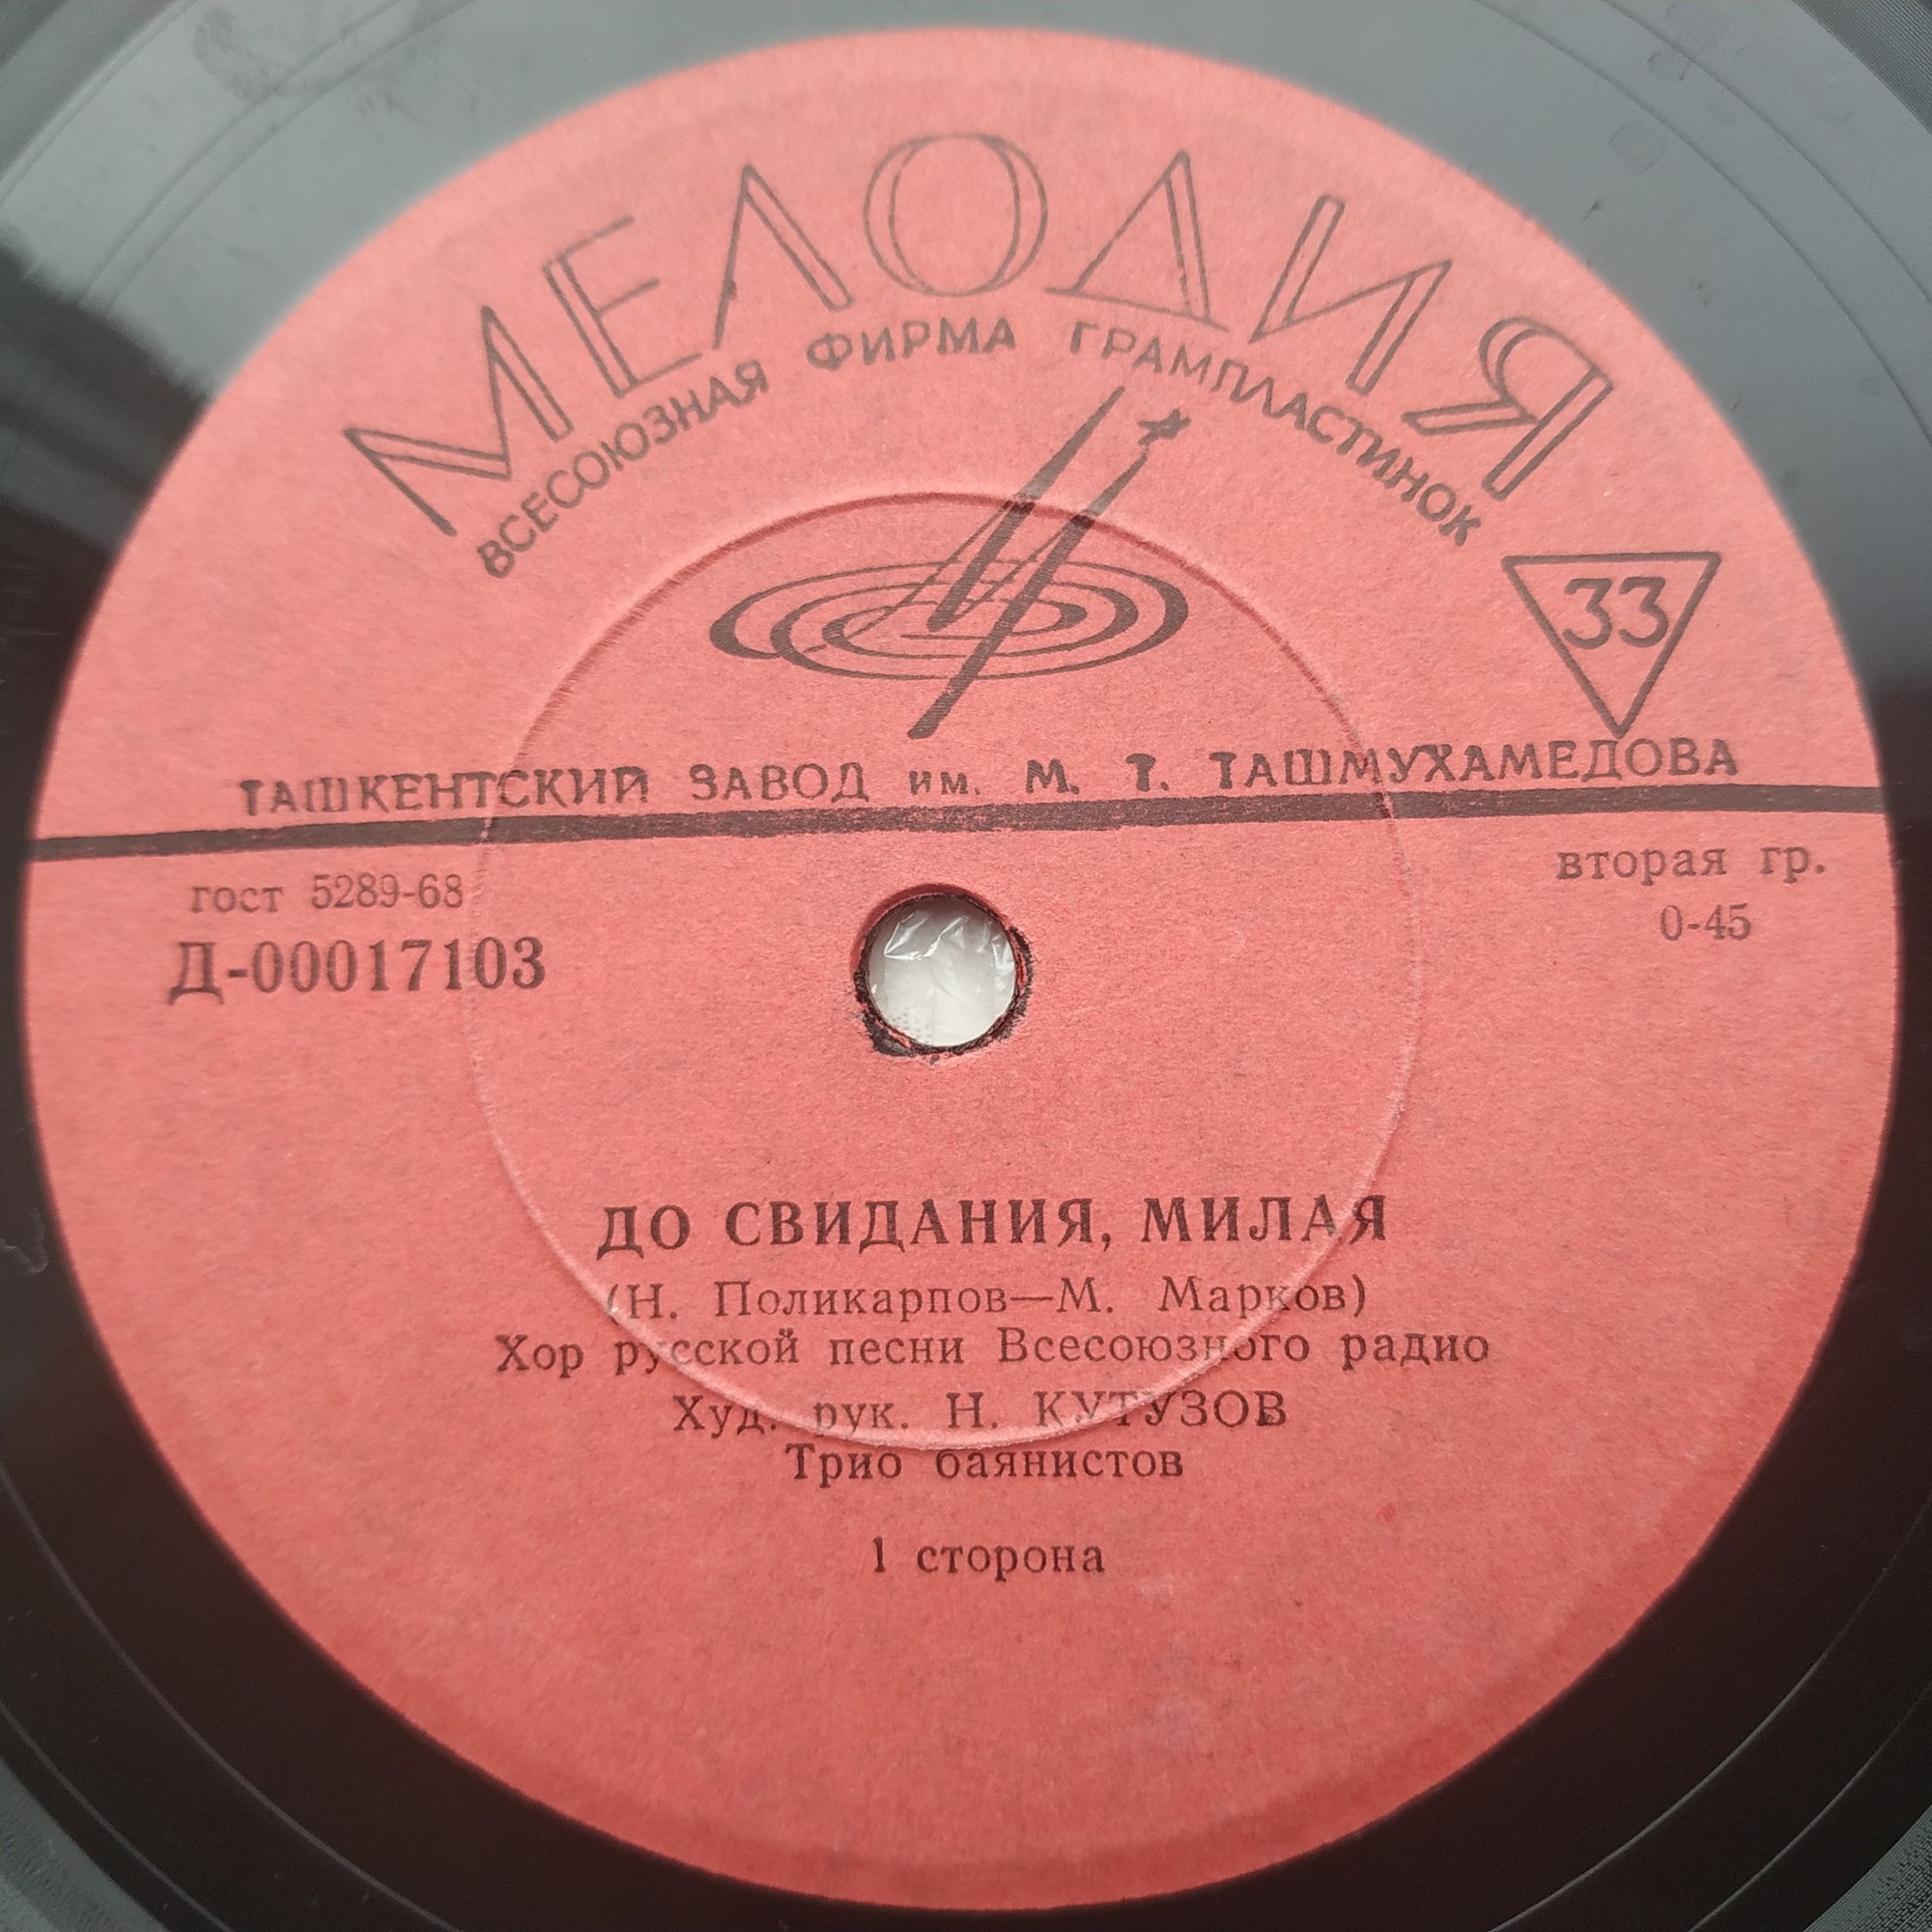 МЕЛОДИЯ
ВСЕСОЮЗНАЯ ФИРМА ГРАМПЛАСТИНОК
33
ТАШКЕНТСКИЙ ЗАВОД им. М. Т. ТАШМУХАМЕДОВА
гост 5289-68
вторая гр.
Д-00017103
0-45
ДО СВИДАНИЯ, МИЛАЯ
(Н. Поликарпов—М. Марков)
Хор русской песни Всесоюзного радио
Худ. рук. Н. КУТУЗОВ
Трио баянистов
1 сторона